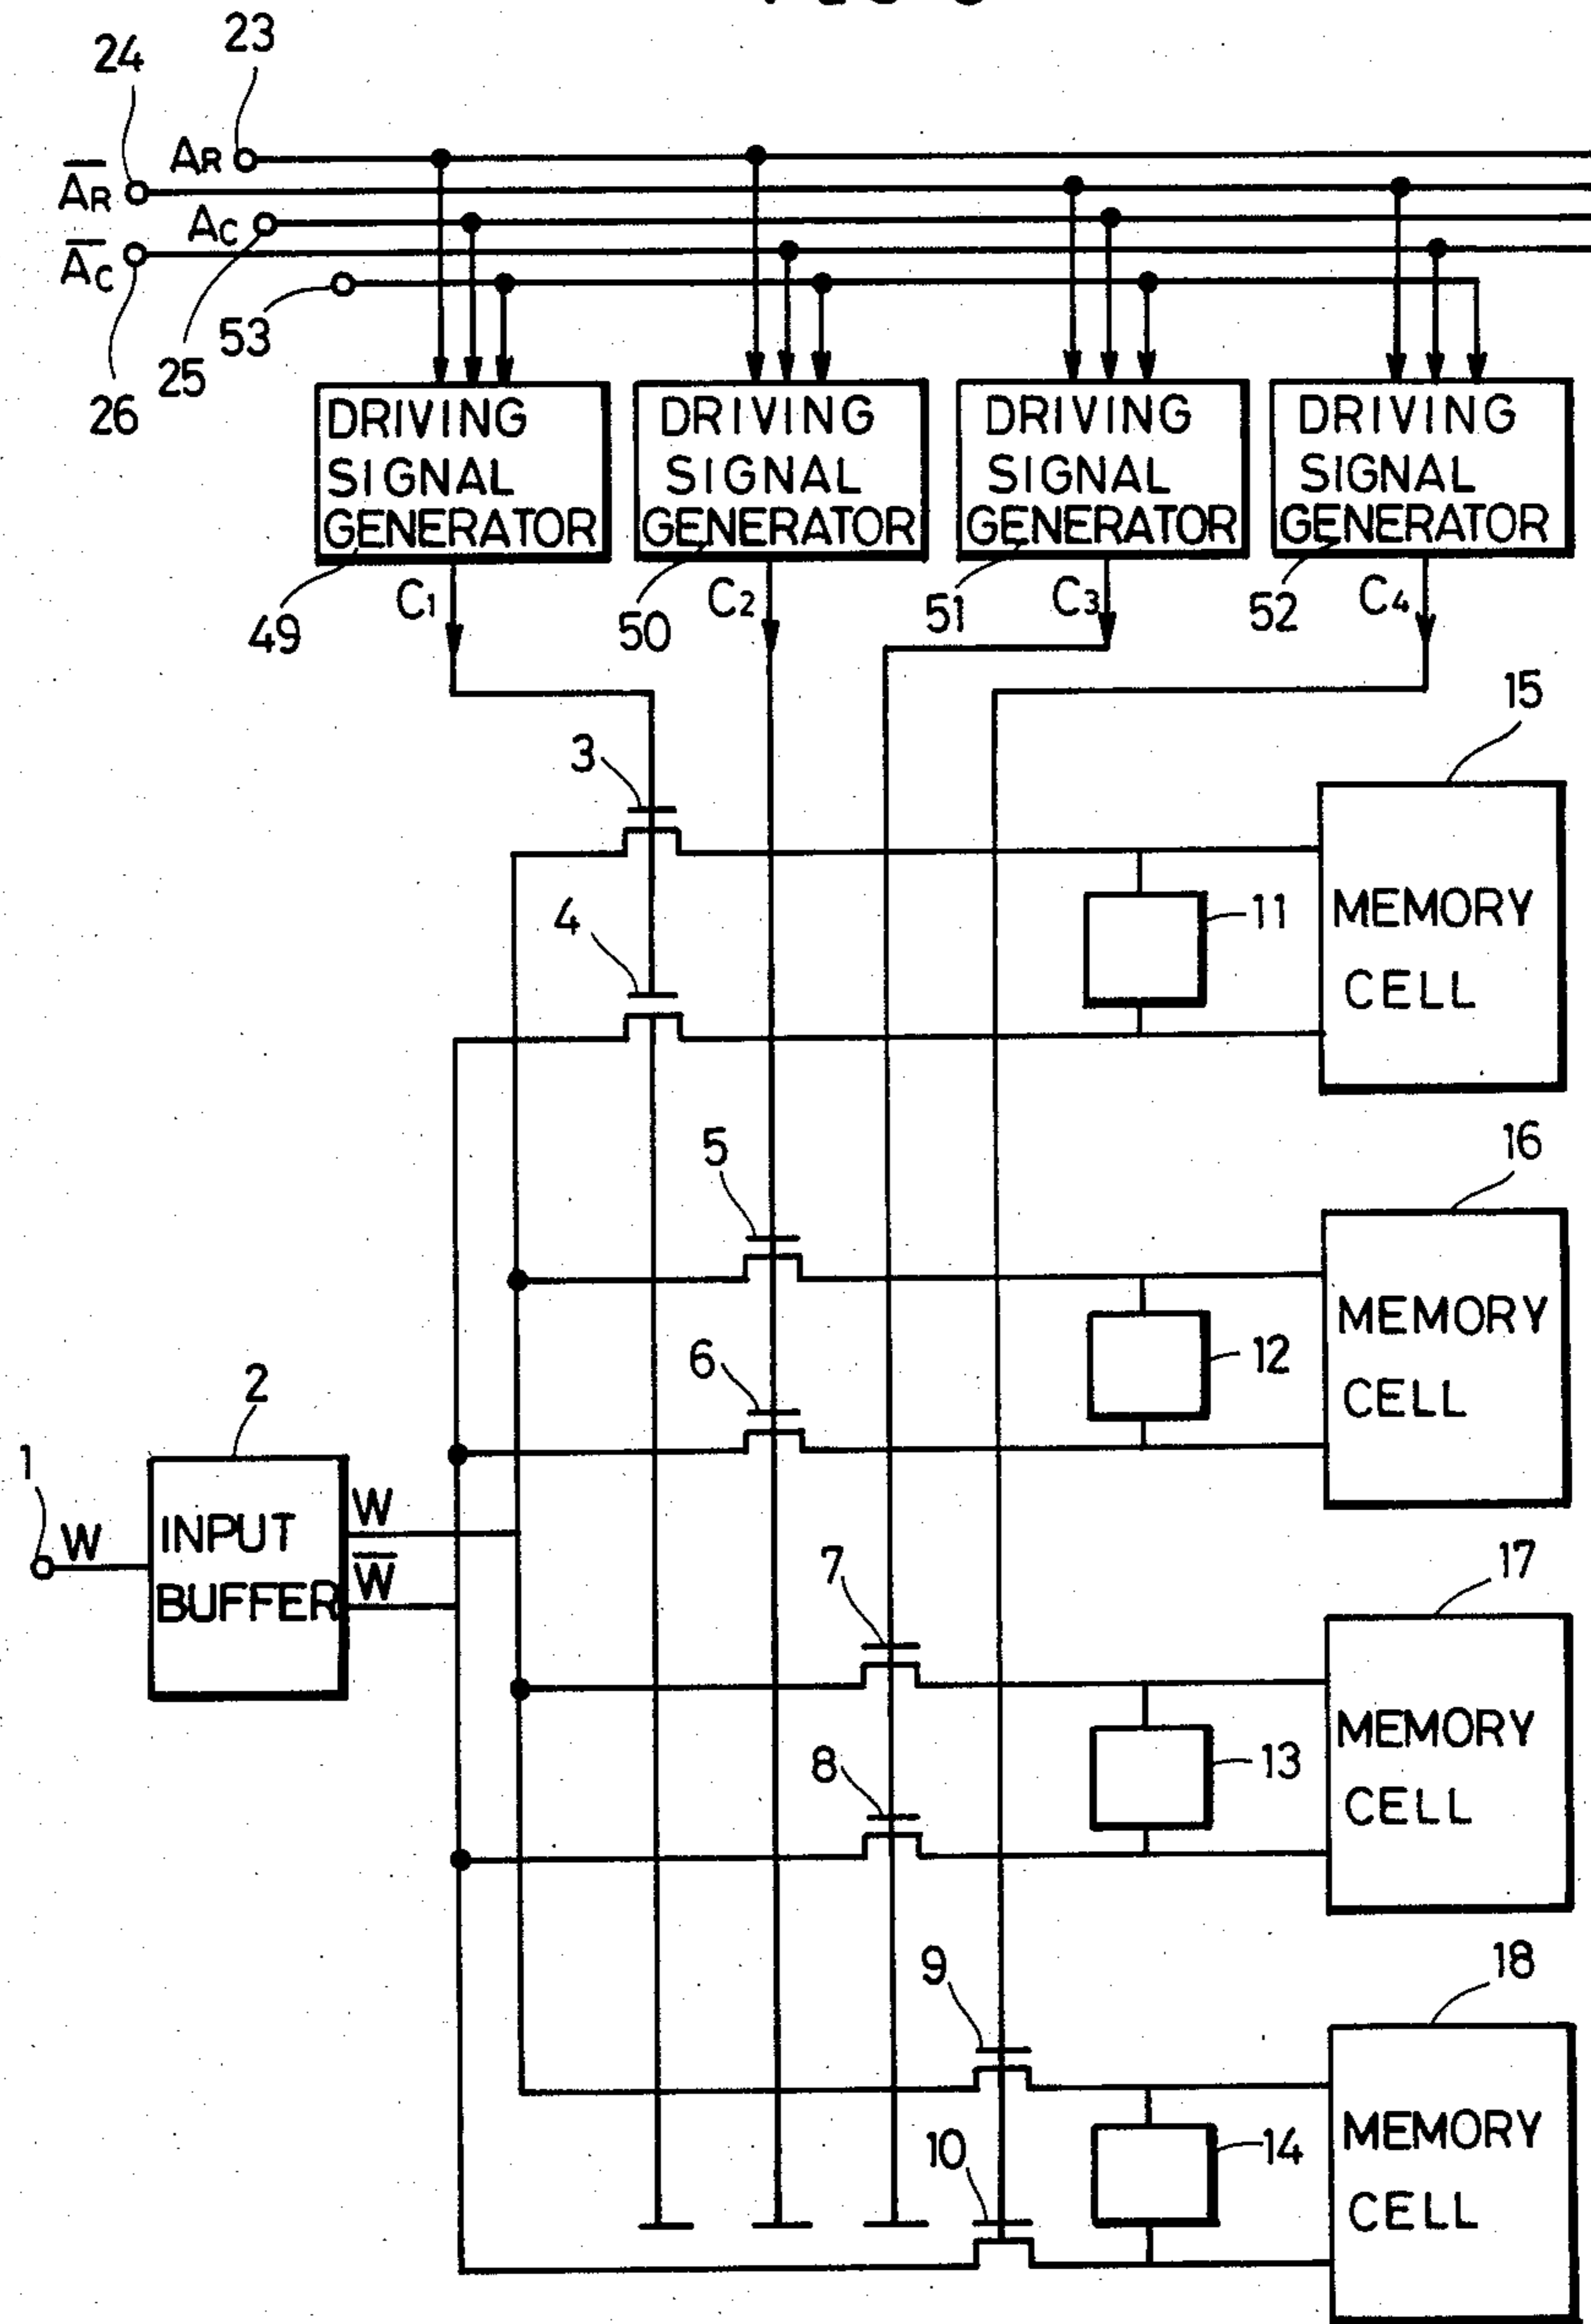 23
24
AR
A̅R̅
AC
A̅C̅
53
25
26
DRIVING
SIGNAL
GENERATOR
DRIVING
SIGNAL
GENERATOR
DRIVING
SIGNAL
GENERATOR
DRIVING
SIGNAL
GENERATOR
C1
C2
C3
C4
49
50
51
52
15
3
MEMORY
CELL
11
4
5
16
MEMORY
CELL
12
6
2
1
W
INPUT
BUFFER
W
W̅
7
17
MEMORY
CELL
13
8
9
18
10
14
MEMORY
CELL